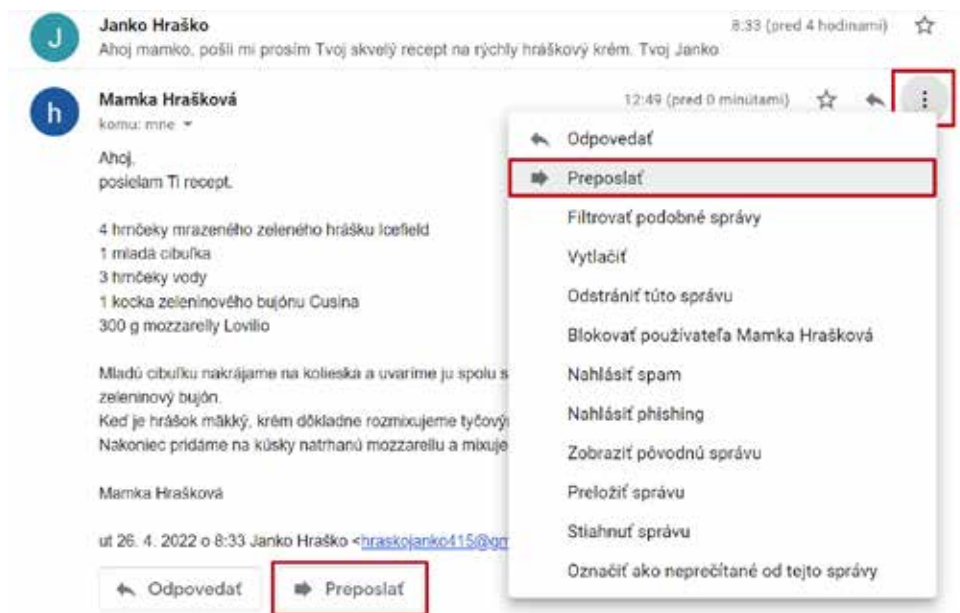 J
Janko Hraško 8:33 (pred 4 hodinami)
Ahoj mamko, pošli mi prosím Tvoj skvelý recept na rýchly hráškový krém. Tvoj Janko
h
Mamka Hrašková 12:49 (pred 0 minútami)
komu: mne
Ahoj,
posielam Ti recept.
4 hrnčeky mrazeného zeleného hrášku Icefield
1 mladá cibuľka
3 hrnčeky vody
1 kocka zeleninového bujónu Cusina
300 g mozzarelly Lovilio
Mladú cibuľku nakrájame na kolieska a uvaríme ju spolu s
zeleninový bujón.
Keď je hrášok mäkký, krém dôkladne rozmixujeme tyčový
Nakoniec pridáme na kúsky natrhanú mozzarellu a mixuje
Mamka Hrašková
ut 26. 4. 2022 o 8:33 Janko Hraško <hraskojanko415@gm
Odpovedať Preposlať
Odpovedať
Preposlať
Filtrovať podobné správy
Vytlačiť
Odstrániť túto správu
Blokovať používateľa Mamka Hrašková
Nahlásiť spam
Nahlásiť phishing
Zobraziť pôvodnú správu
Preložiť správu
Stiahnuť správu
Označiť ako neprečítané od tejto správy